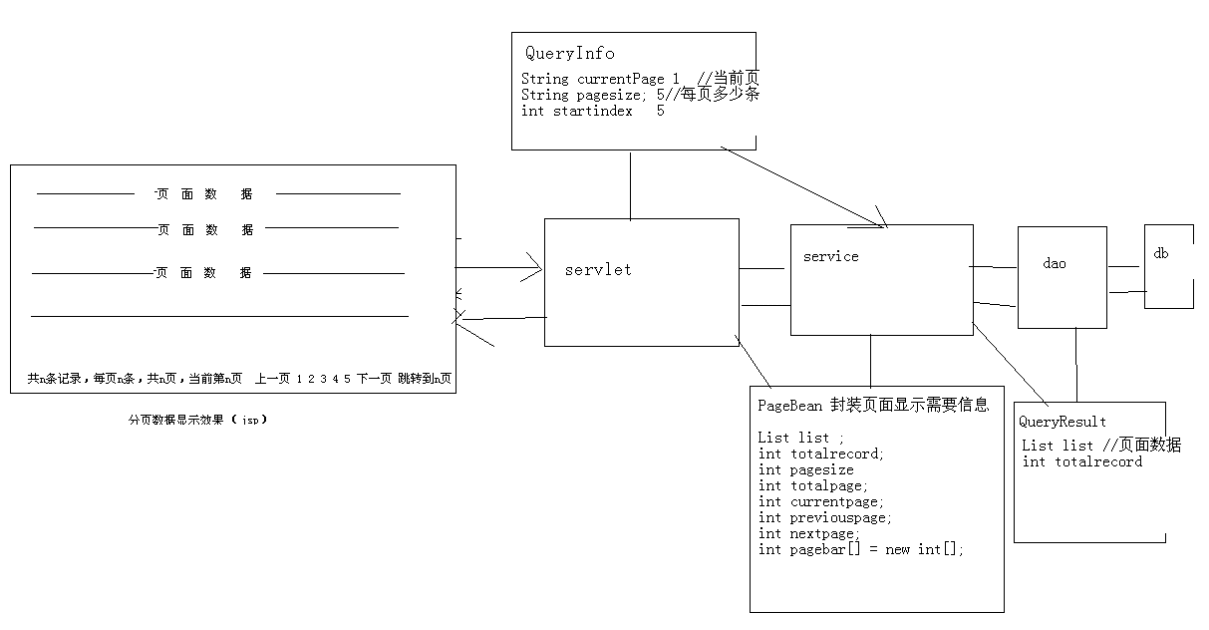 QueryInfo
String currentPage 1 //当前页
String pagesize; 5//每页多少条
int startindex 5
页 面 数 据
页 面 数 据
页 面 数 据
共n条记录，每页n条，共n页，当前第n页 上一页 1 2 3 4 5 下一页 跳转到n页
分页数据显示效果（ jsp）
servlet
service
dao
db
PageBean 封装页面显示需要信息
List list ;
int totalrecord;
int pagesize
int totalpage;
int currentpage;
int previouspage;
int nextpage;
int pagebar[] = new int[];
QueryResult
List list //页面数据
int totalrecord